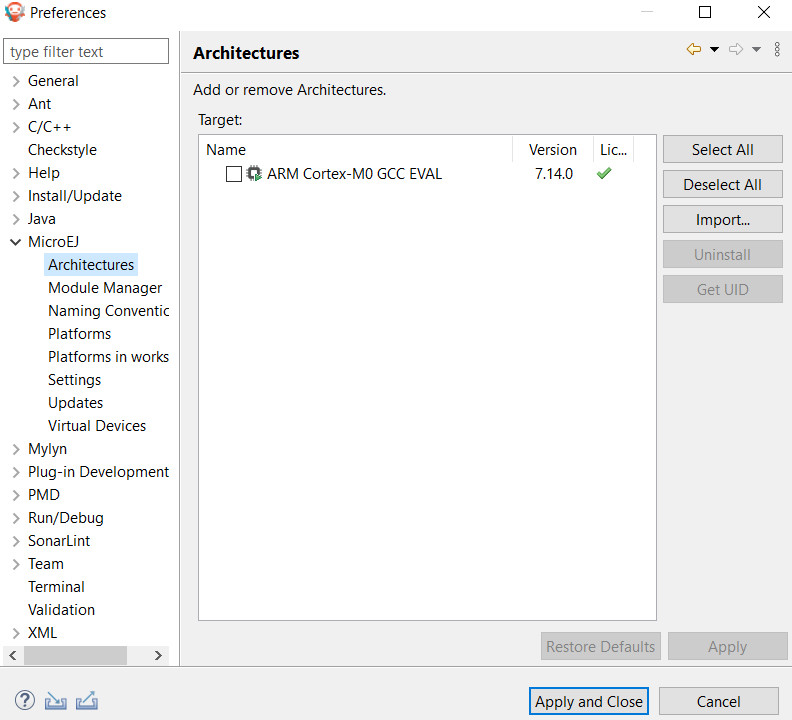 Preferences
type filter text
General
Ant
C/C++
Checkstyle
Help
Install/Update
Java
MicroEJ
Architectures
Module Manager
Naming Conventic
Platforms
Platforms in works
Settings
Updates
Virtual Devices
Mylyn
Plug-in Development
PMD
Run/Debug
SonarLint
Team
Terminal
Validation
XML
Architectures
Add or remove Architectures.
Target:
Name Version Lic...
ARM Cortex-M0 GCC EVAL 7.14.0
Select All
Deselect All
Import...
Uninstall
Get UID
Restore Defaults Apply
Apply and Close Cancel